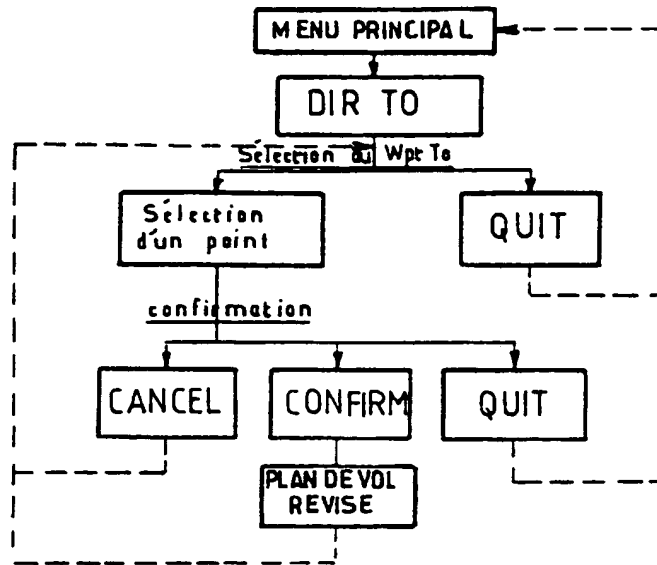 MENU PRINCIPAL
DIR TO
Sélection du Wpt To
Sélection
d'un point
QUIT
confirmation
CANCEL
CONFIRM
QUIT
PLAN DE VOL
REVISE